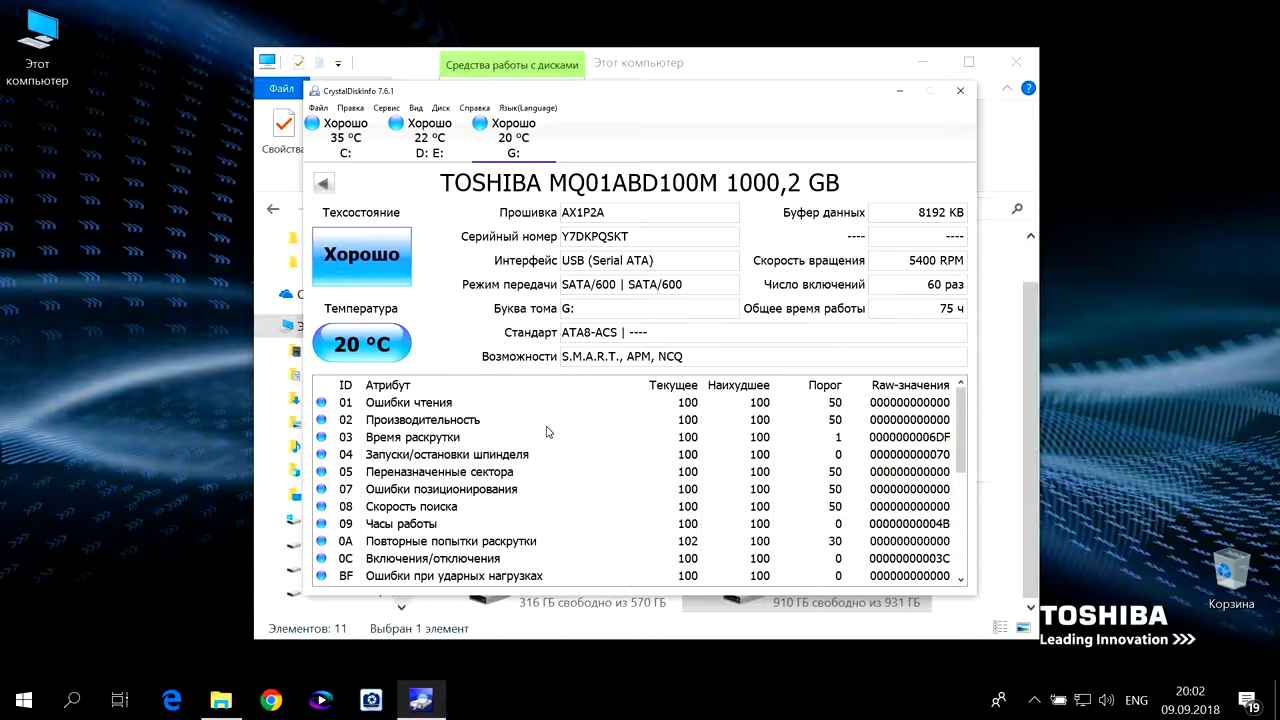 Этот
компьютер
Средства работы с дисками
Этот компьютер
Файл
Свойства
CrystalDiskInfo 7.6.1
Файл Правка Сервис Вид Диск Справка Язык(Language)
Хорошо Хорошо Хорошо
35 °C 22 °C 20 °C
C: D: E: G:
TOSHIBA MQ01ABD100M 1000,2 GB
Техсостояние
Хорошо
Температура
20 °C
Прошивка AX1P2A Буфер данных 8192 KB
Серийный номер Y7DKPQSKT ---- ----
Интерфейс USB (Serial ATA) Скорость вращения 5400 RPM
Режим передачи SATA/600 | SATA/600 Число включений 60 раз
Буква тома G: Общее время работы 75 ч
Стандарт ATA8-ACS | ----
Возможности S.M.A.R.T., APM, NCQ
ID Атрибут Текущее Наихудшее Порог Raw-значения
01 Ошибки чтения 100 100 50 000000000000
02 Производительность 100 100 50 000000000000
03 Время раскрутки 100 100 1 0000000006DF
04 Запуски/остановки шпинделя 100 100 0 000000000070
05 Переназначенные сектора 100 100 50 000000000000
07 Ошибки позиционирования 100 100 50 000000000000
08 Скорость поиска 100 100 50 000000000000
09 Часы работы 100 100 0 00000000004B
0A Повторные попытки раскрутки 102 100 30 000000000000
0C Включения/отключения 100 100 0 00000000003C
BF Ошибки при ударных нагрузках 100 100 0 000000000000
316 ГБ свободно из 570 ГБ 910 ГБ свободно из 931 ГБ
Элементов: 11 Выбран 1 элемент
Корзина
TOSHIBA
Leading Innovation >>>
ENG
20:02
09.09.2018
19